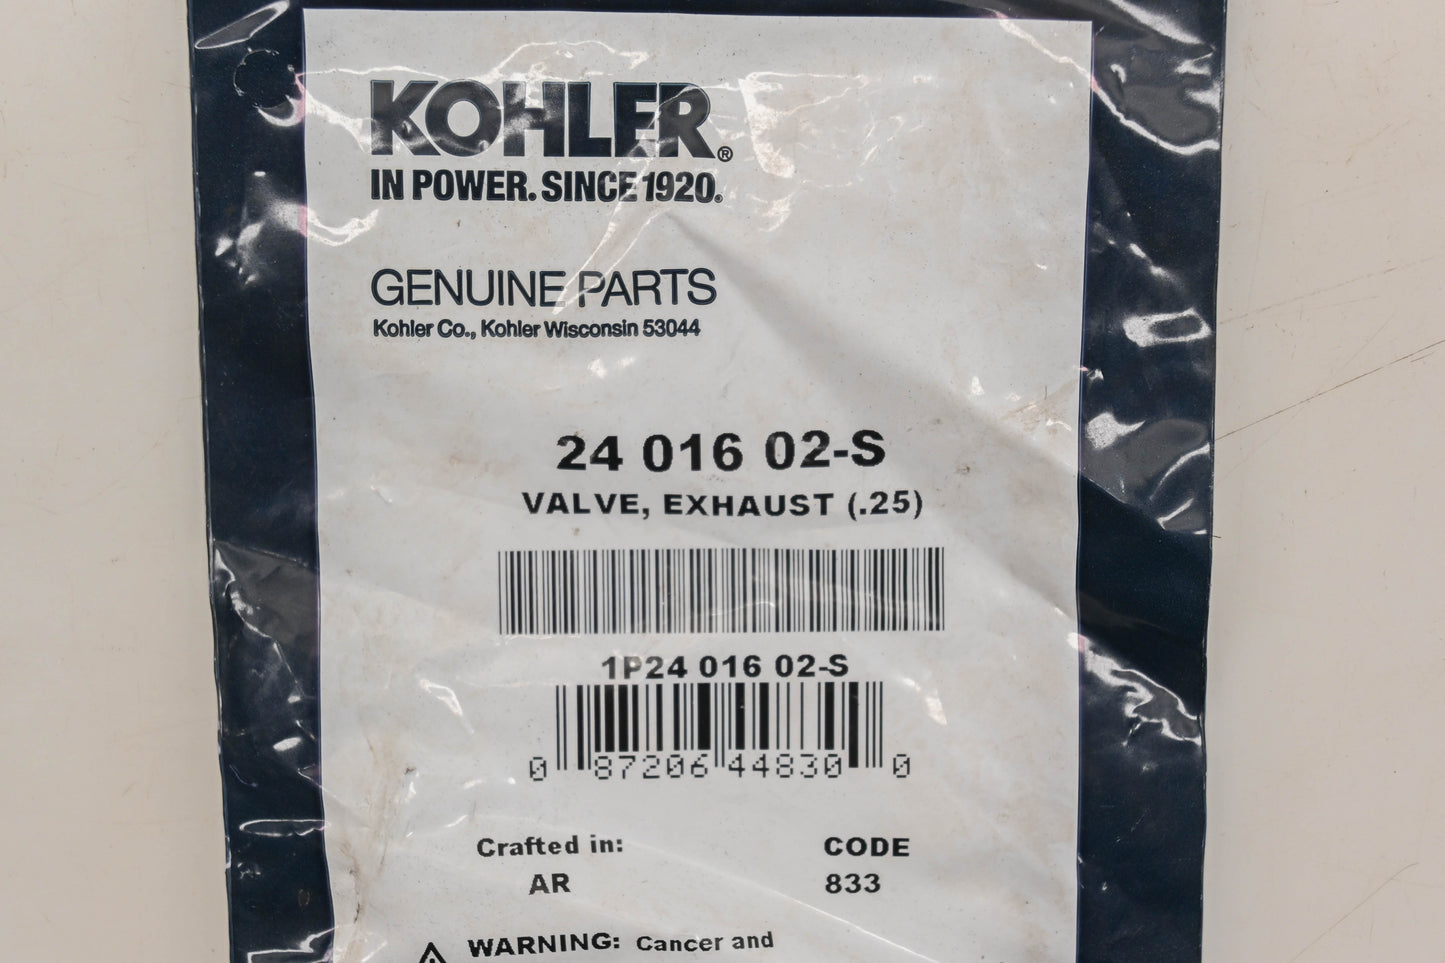 KOHLER®
IN POWER. SINCE 1920.
GENUINE PARTS
Kohler Co., Kohler Wisconsin 53044
24 016 02-S
VALVE, EXHAUST (.25)
1P24 016 02-S
0 87206 44830 0
Crafted in: CODE
AR 833
WARNING: Cancer and